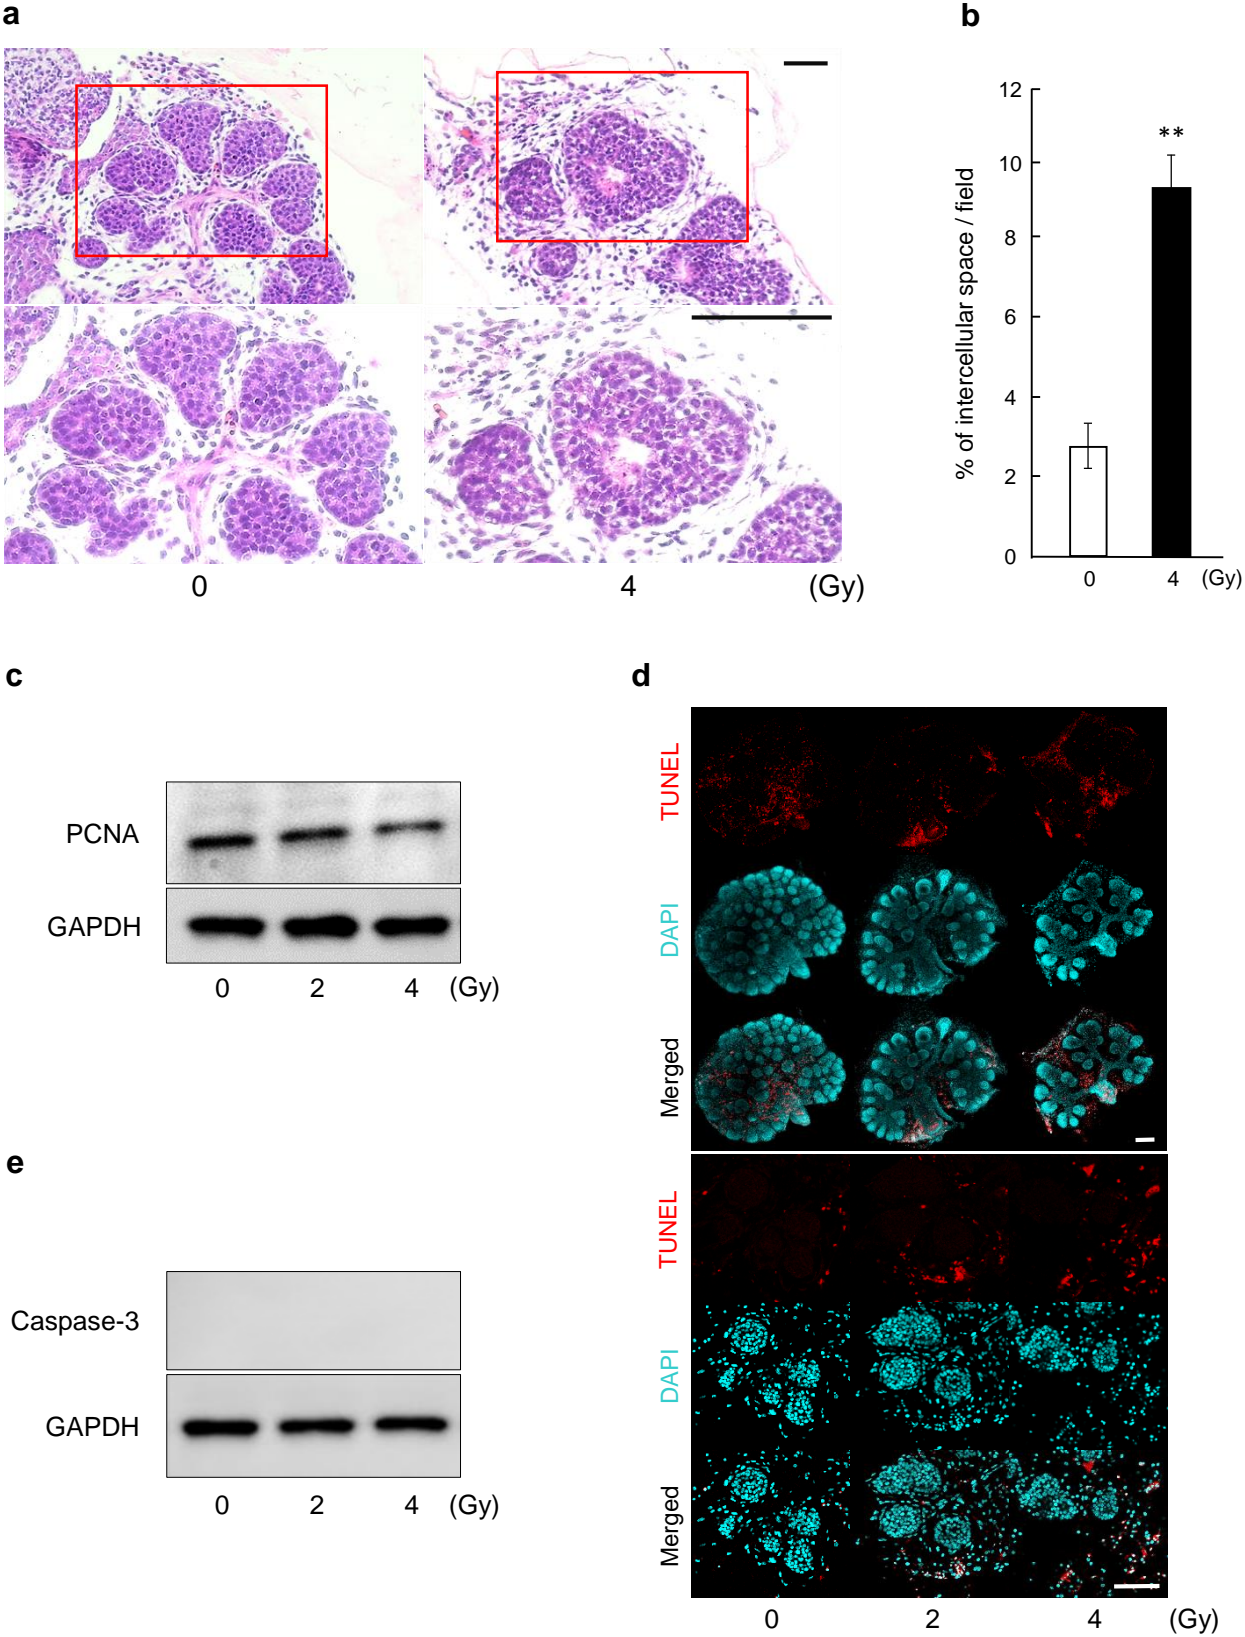 a
0
4
(Gy)
b
% of intercellular space / field
12
10
8
6
4
2
0
**
0
4
(Gy)
c
PCNA
GAPDH
0
2
4
(Gy)
d
TUNEL
DAPI
Merged
TUNEL
DAPI
Merged
0
2
4
(Gy)
e
Caspase-3
GAPDH
0
2
4
(Gy)